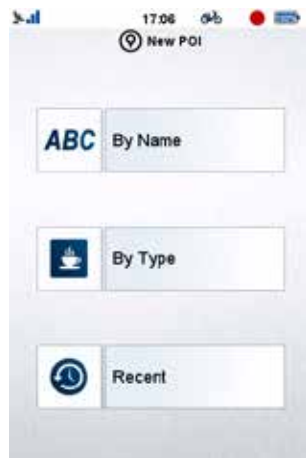 17:06
New POI
ABC By Name
By Type
Recent